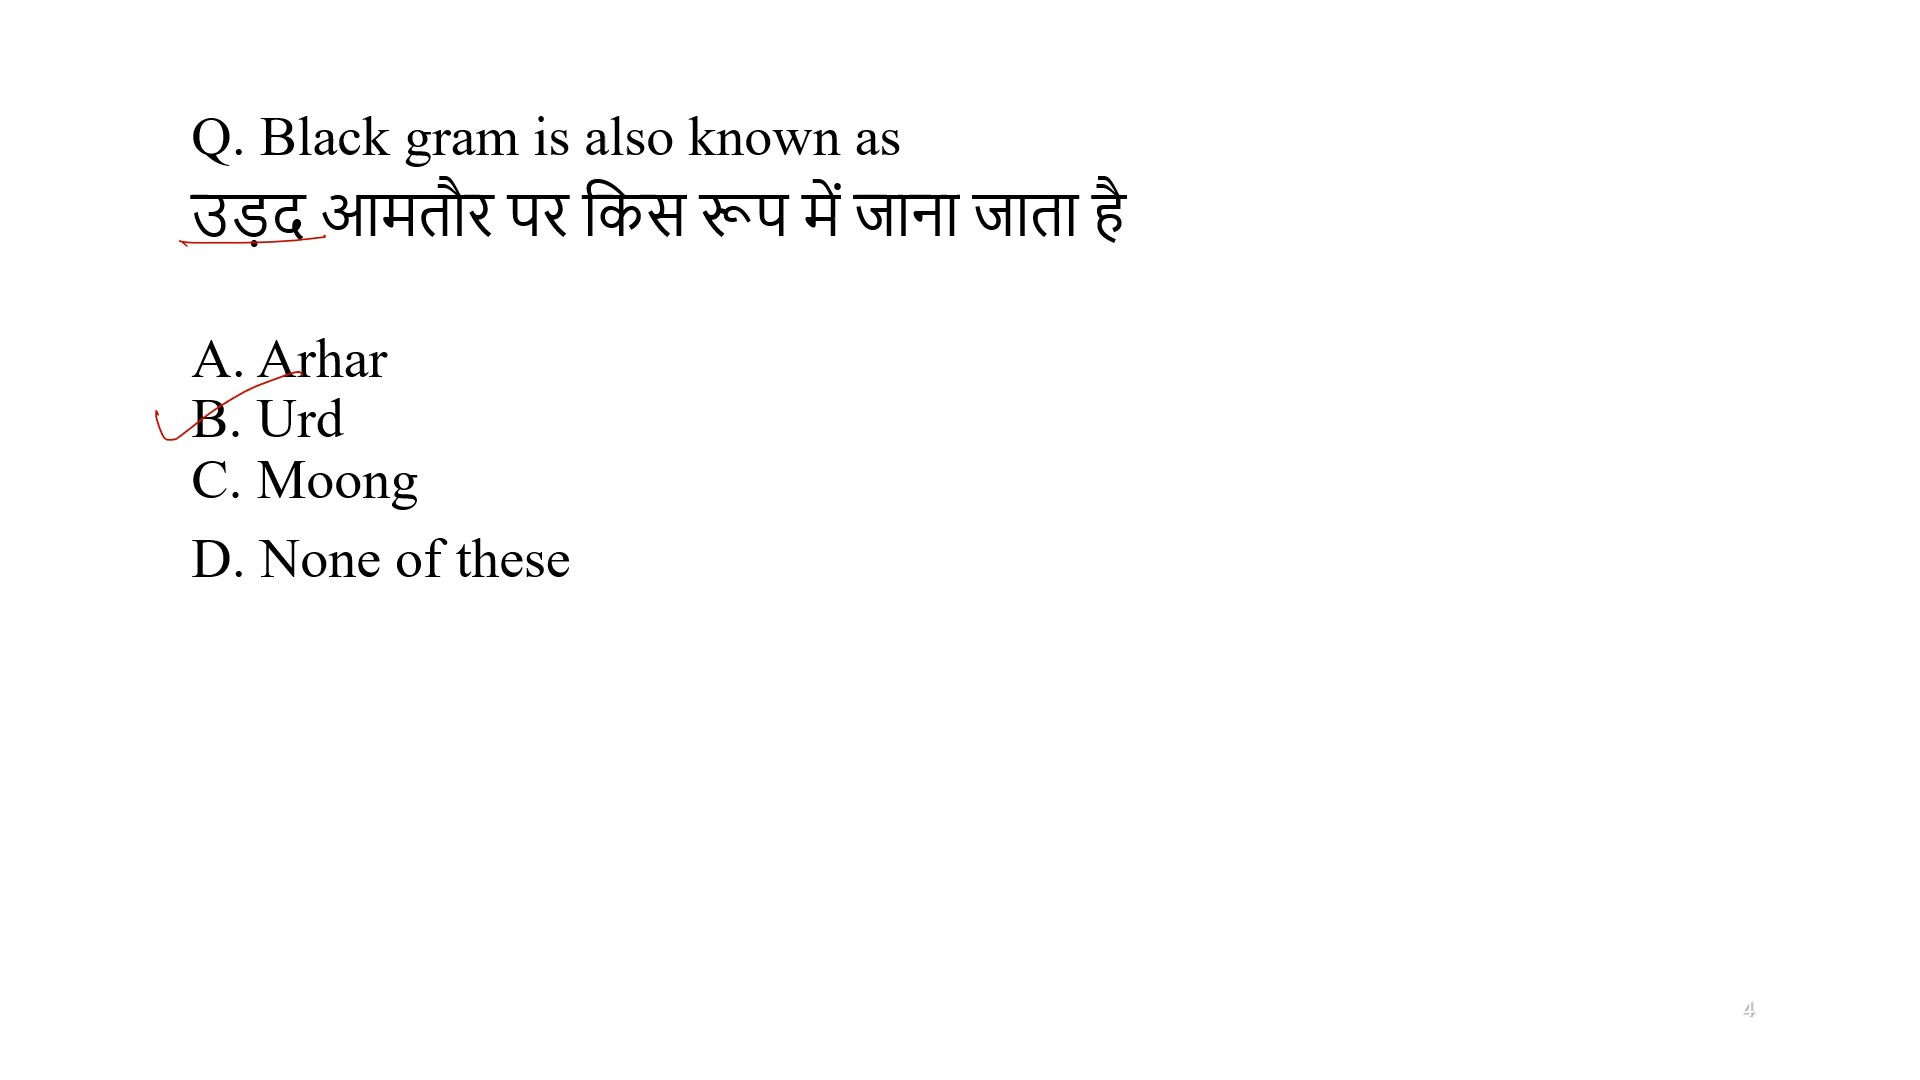 Q. Black gram is also known as
उड़द आमतौर पर किस रूप में जाना जाता है
A. Arhar
B. Urd
C. Moong
D. None of these
4